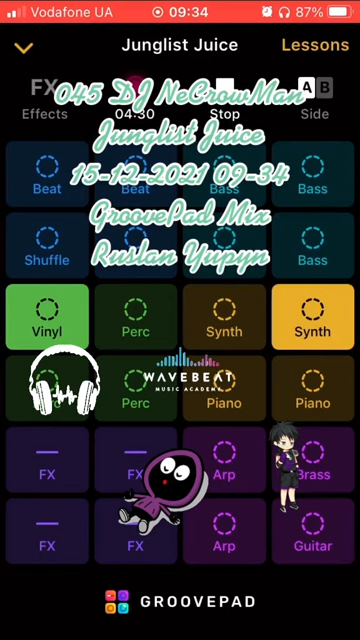 Vodafone UA 09:34 87%
Junglist Juice Lessons
FX A B
Effects 04:30 Stop Side
045 DJ NeCrowMan
Junglist Juice
15-12-2021 09-34
GroovePad Mix
Ruslan Yupyn
Beat Beat Bass Bass
Shuffle Bass
Vinyl Perc Synth Synth
Perc Piano Piano
WAVEBEAT
MUSIC ACADEMY
FX FX Arp Brass
FX FX Arp Guitar
GROOVEPAD